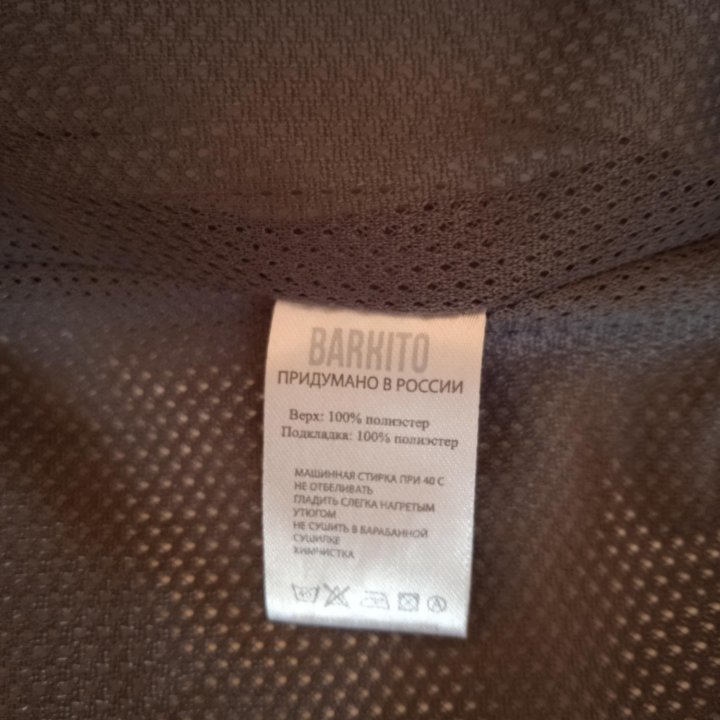 BARKITO
ПРИДУМАНО В РОССИИ
Верх: 100% полиэстер
Подкладка: 100% полиэстер
МАШИННАЯ СТИРКА ПРИ 40 С
НЕ ОТБЕЛИВАТЬ
ГЛАДИТЬ СЛЕГКА НАГРЕТЫМ
УТЮГОМ
НЕ СУШИТЬ В БАРАБАННОЙ
СУШИЛКЕ
ХИМЧИСТКА